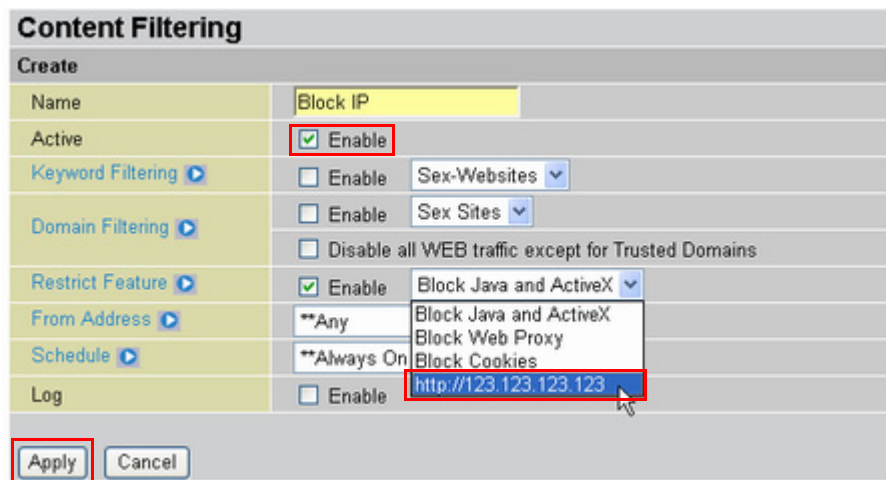 Content Filtering
Create
Name Block IP
Active Enable
Keyword Filtering Enable Sex-Websites
Domain Filtering Enable Sex Sites
Disable all WEB traffic except for Trusted Domains
Restrict Feature Enable Block Java and ActiveX
From Address **Any Block Java and ActiveX
Block Web Proxy
Schedule **Always On Block Cookies
http://123.123.123.123
Log Enable
Apply Cancel